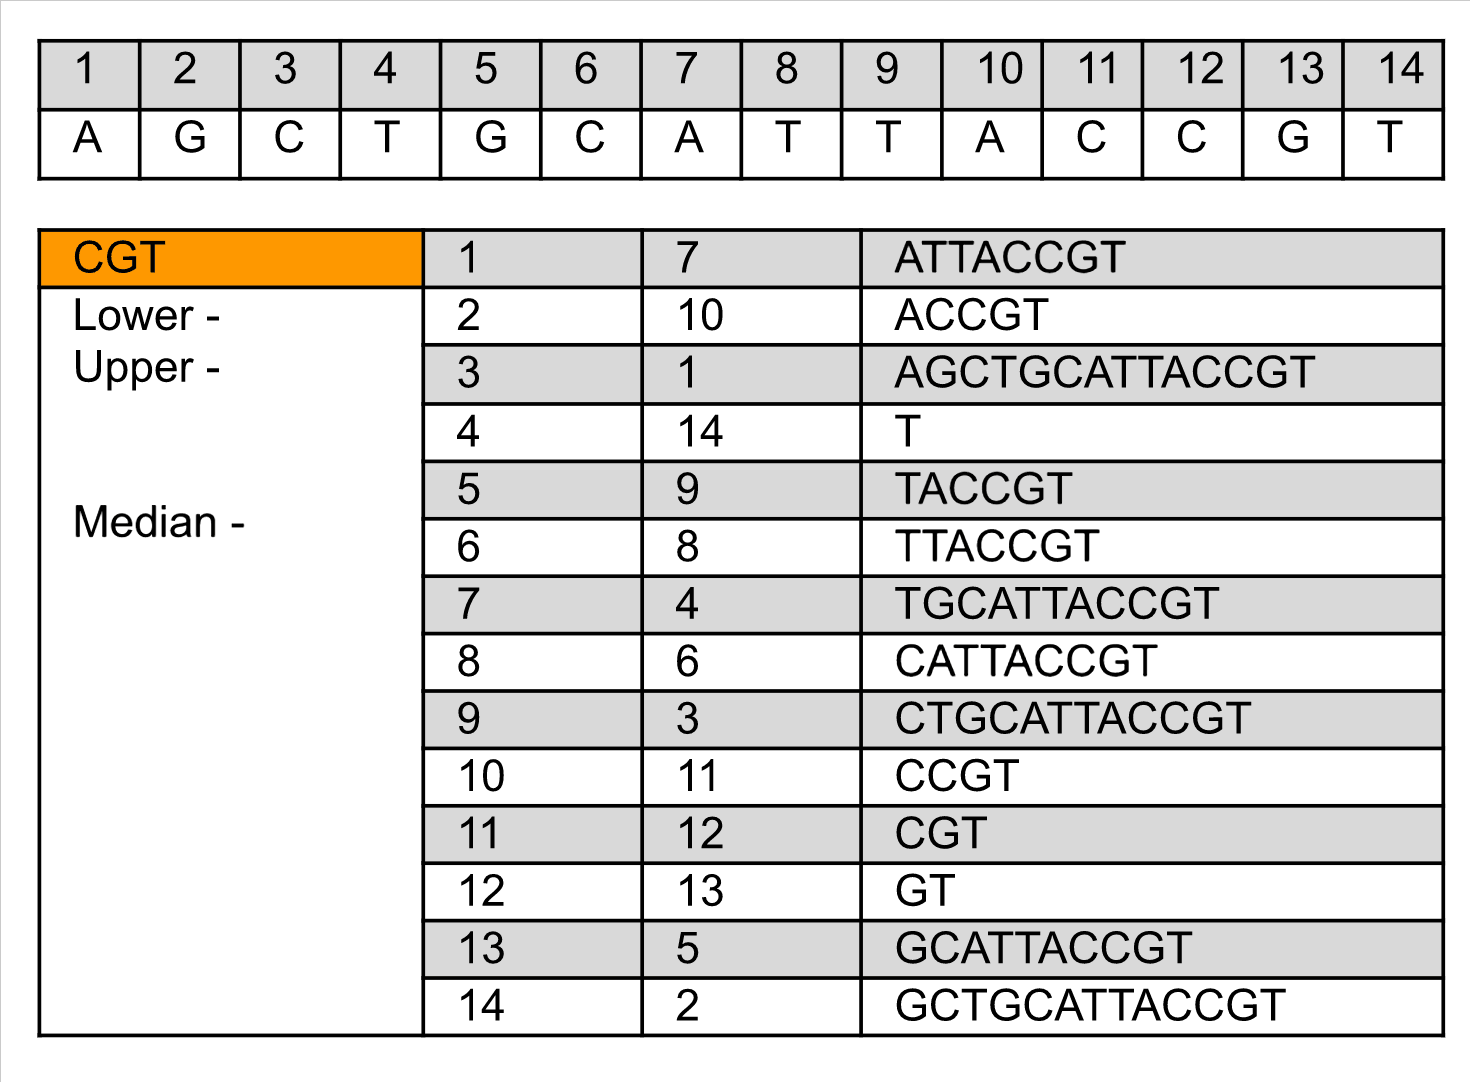 1 2 3 4 5 6 7 8 9 10 11 12 13 14
A G C T G C A T T A C C G T
CGT 1 7 ATTACCGT
Lower - 2 10 ACCGT
Upper - 3 1 AGCTGCATTACCGT
4 14 T
5 9 TACCGT
Median - 6 8 TTACCGT
7 4 TGCATTACCGT
8 6 CATTACCGT
9 3 CTGCATTACCGT
10 11 CCGT
11 12 CGT
12 13 GT
13 5 GCATTACCGT
14 2 GCTGCATTACCGT